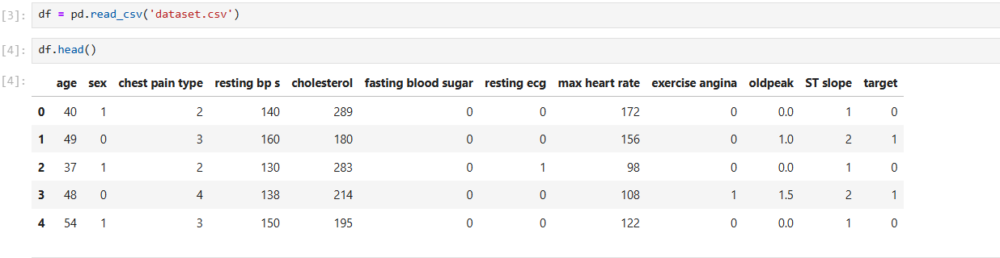 [3]: df = pd.read_csv('dataset.csv')
[4]: df.head()
[4]: age sex chest pain type resting bp s cholesterol fasting blood sugar resting ecg max heart rate exercise angina oldpeak ST slope target
0 40 1 2 140 289 0 0 172 0 0.0 1 0
1 49 0 3 160 180 0 0 156 0 1.0 2 1
2 37 1 2 130 283 0 1 98 0 0.0 1 0
3 48 0 4 138 214 0 0 108 1 1.5 2 1
4 54 1 3 150 195 0 0 122 0 0.0 1 0